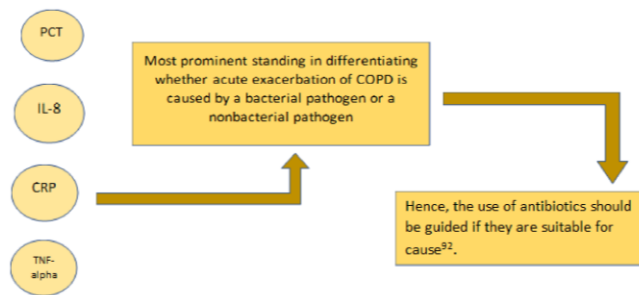 PCT
IL-8
CRP
TNF-
alpha
Most prominent standing in differentiating
whether acute exacerbation of COPD is
caused by a bacterial pathogen or a
nonbacterial pathogen
Hence, the use of antibiotics should
be guided if they are suitable for
cause⁹².